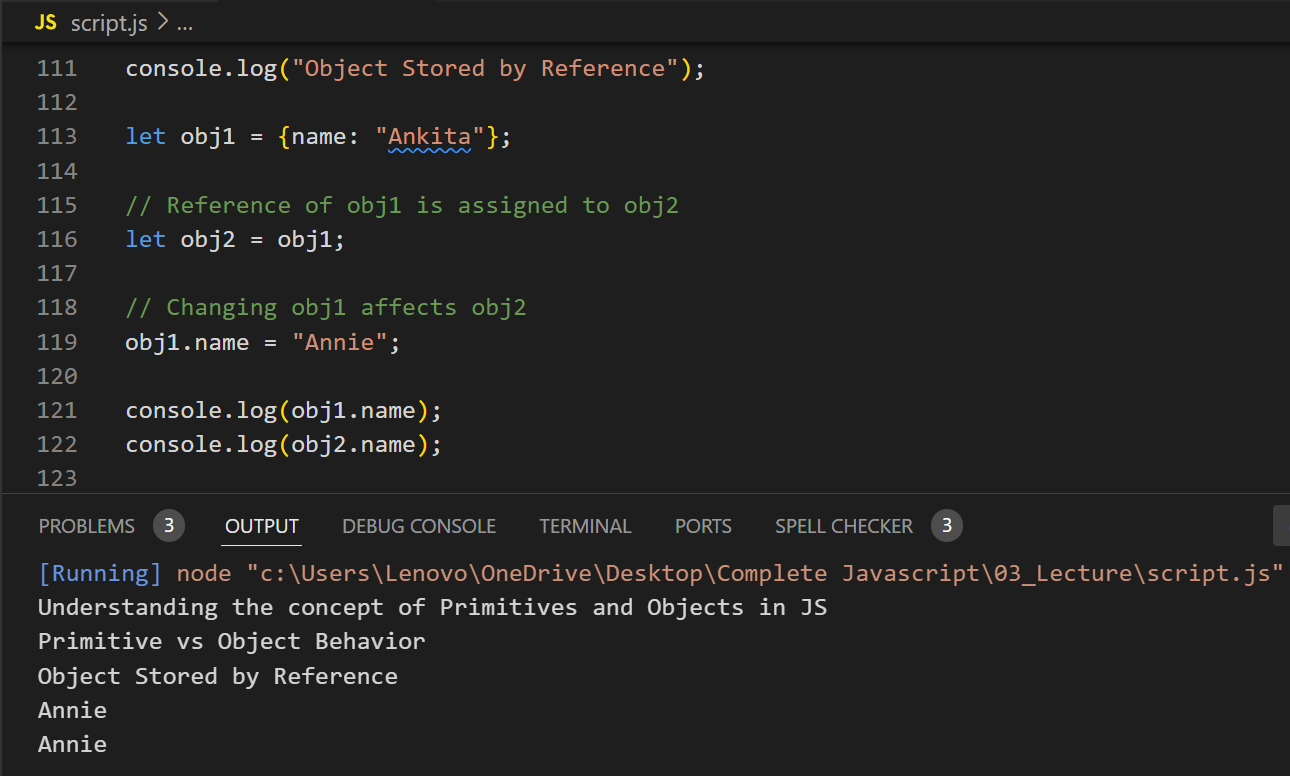 JS script.js > ...
111 console.log("Object Stored by Reference");
112
113 let obj1 = {name: "Ankita"};
114
115 // Reference of obj1 is assigned to obj2
116 let obj2 = obj1;
117
118 // Changing obj1 affects obj2
119 obj1.name = "Annie";
120
121 console.log(obj1.name);
122 console.log(obj2.name);
123
PROBLEMS 3 OUTPUT DEBUG CONSOLE TERMINAL PORTS SPELL CHECKER 3
[Running] node "c:\Users\Lenovo\OneDrive\Desktop\Complete Javascript\03_Lecture\script.js"
Understanding the concept of Primitives and Objects in JS
Primitive vs Object Behavior
Object Stored by Reference
Annie
Annie